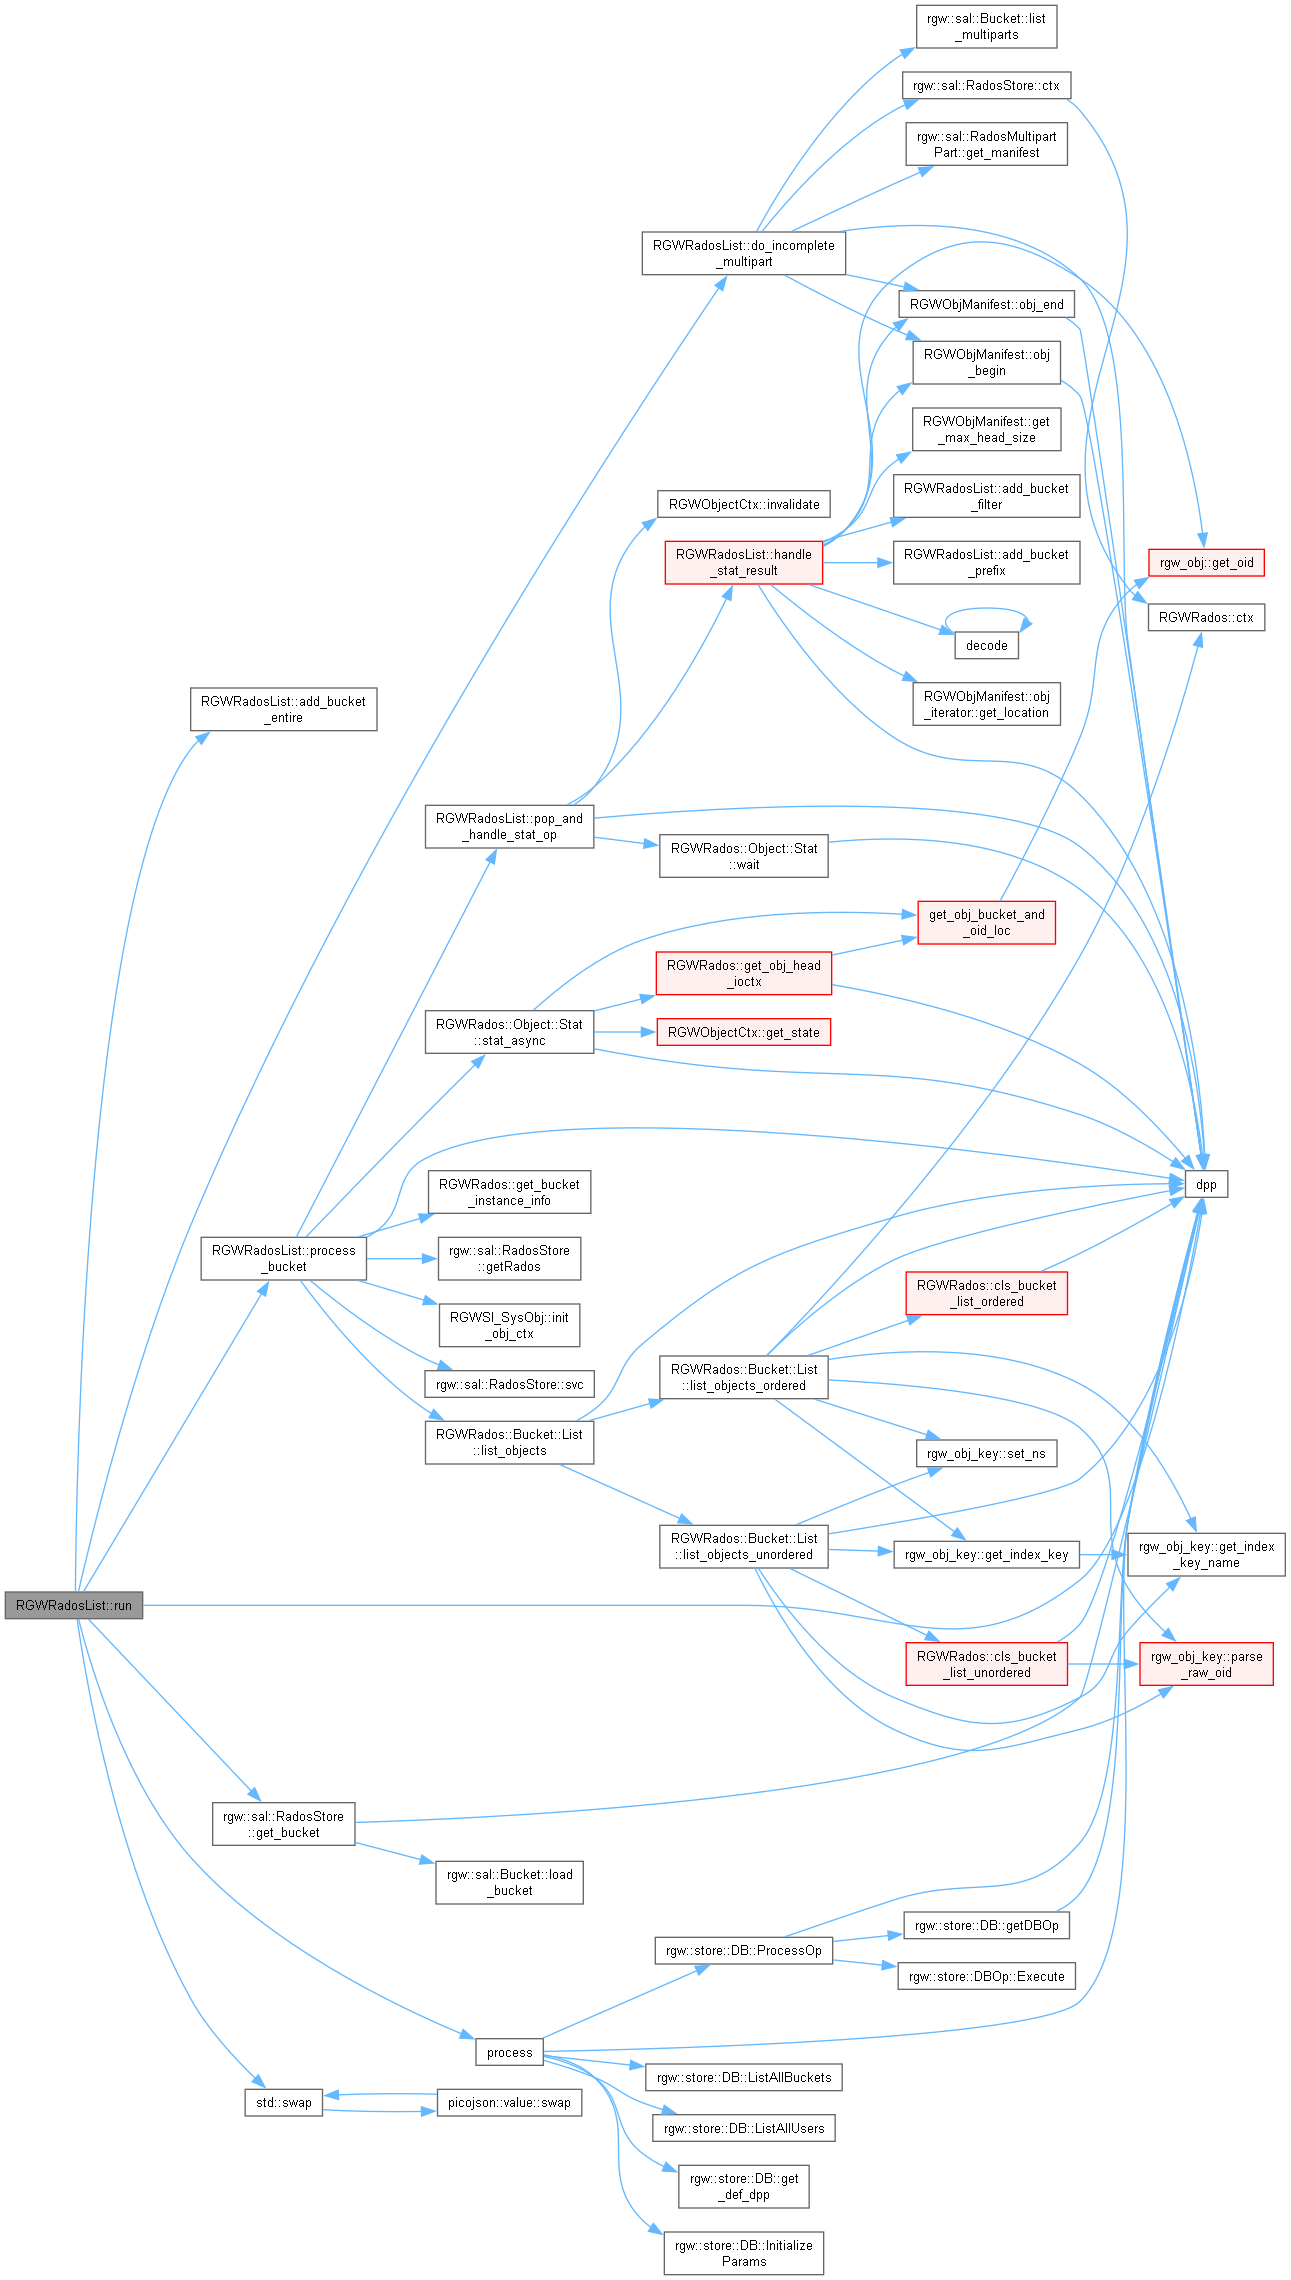 rgw::sal::Bucket::list
_multiparts
rgw::sal::RadosStore::ctx
rgw::sal::RadosMultipart
Part::get_manifest
RGWRadosList::do_incomplete
_multipart
RGWObjManifest::obj_end
RGWObjManifest::obj
_begin
RGWObjManifest::get
_max_head_size
RGWObjectCtx::invalidate
RGWRadosList::add_bucket
_filter
RGWRadosList::handle
_stat_result
RGWRadosList::add_bucket
_prefix
rgw_obj::get_oid
RGWRados::ctx
decode
RGWRadosList::add_bucket
_entire
RGWObjManifest::obj
_iterator::get_location
RGWRadosList::pop_and
_handle_stat_op
RGWRados::Object::Stat
::wait
get_obj_bucket_and
_oid_loc
RGWRados::get_obj_head
_ioctx
RGWRados::Object::Stat
::stat_async
RGWObjectCtx::get_state
dpp
RGWRados::get_bucket
_instance_info
RGWRadosList::process
_bucket
rgw::sal::RadosStore
::getRados
RGWRados::cls_bucket
_list_ordered
RGWSI_SysObj::init
_obj_ctx
RGWRados::Bucket::List
::list_objects_ordered
rgw::sal::RadosStore::svc
RGWRados::Bucket::List
::list_objects
rgw_obj_key::set_ns
RGWRados::Bucket::List
::list_objects_unordered
rgw_obj_key::get_index_key
rgw_obj_key::get_index
_key_name
RGWRadosList::run
RGWRados::cls_bucket
_list_unordered
rgw_obj_key::parse
_raw_oid
rgw::sal::RadosStore
::get_bucket
rgw::sal::Bucket::load
_bucket
rgw::store::DB::getDBOp
rgw::store::DB::ProcessOp
rgw::store::DBOp::Execute
process
rgw::store::DB::ListAllBuckets
std::swap
picojson::value::swap
rgw::store::DB::ListAllUsers
rgw::store::DB::get
_def_dpp
rgw::store::DB::Initialize
Params